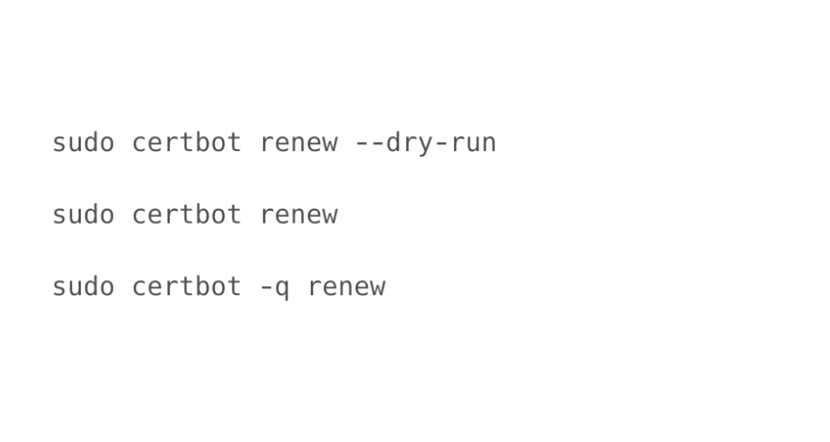 sudo certbot renew --dry-run
sudo certbot renew
sudo certbot -q renew